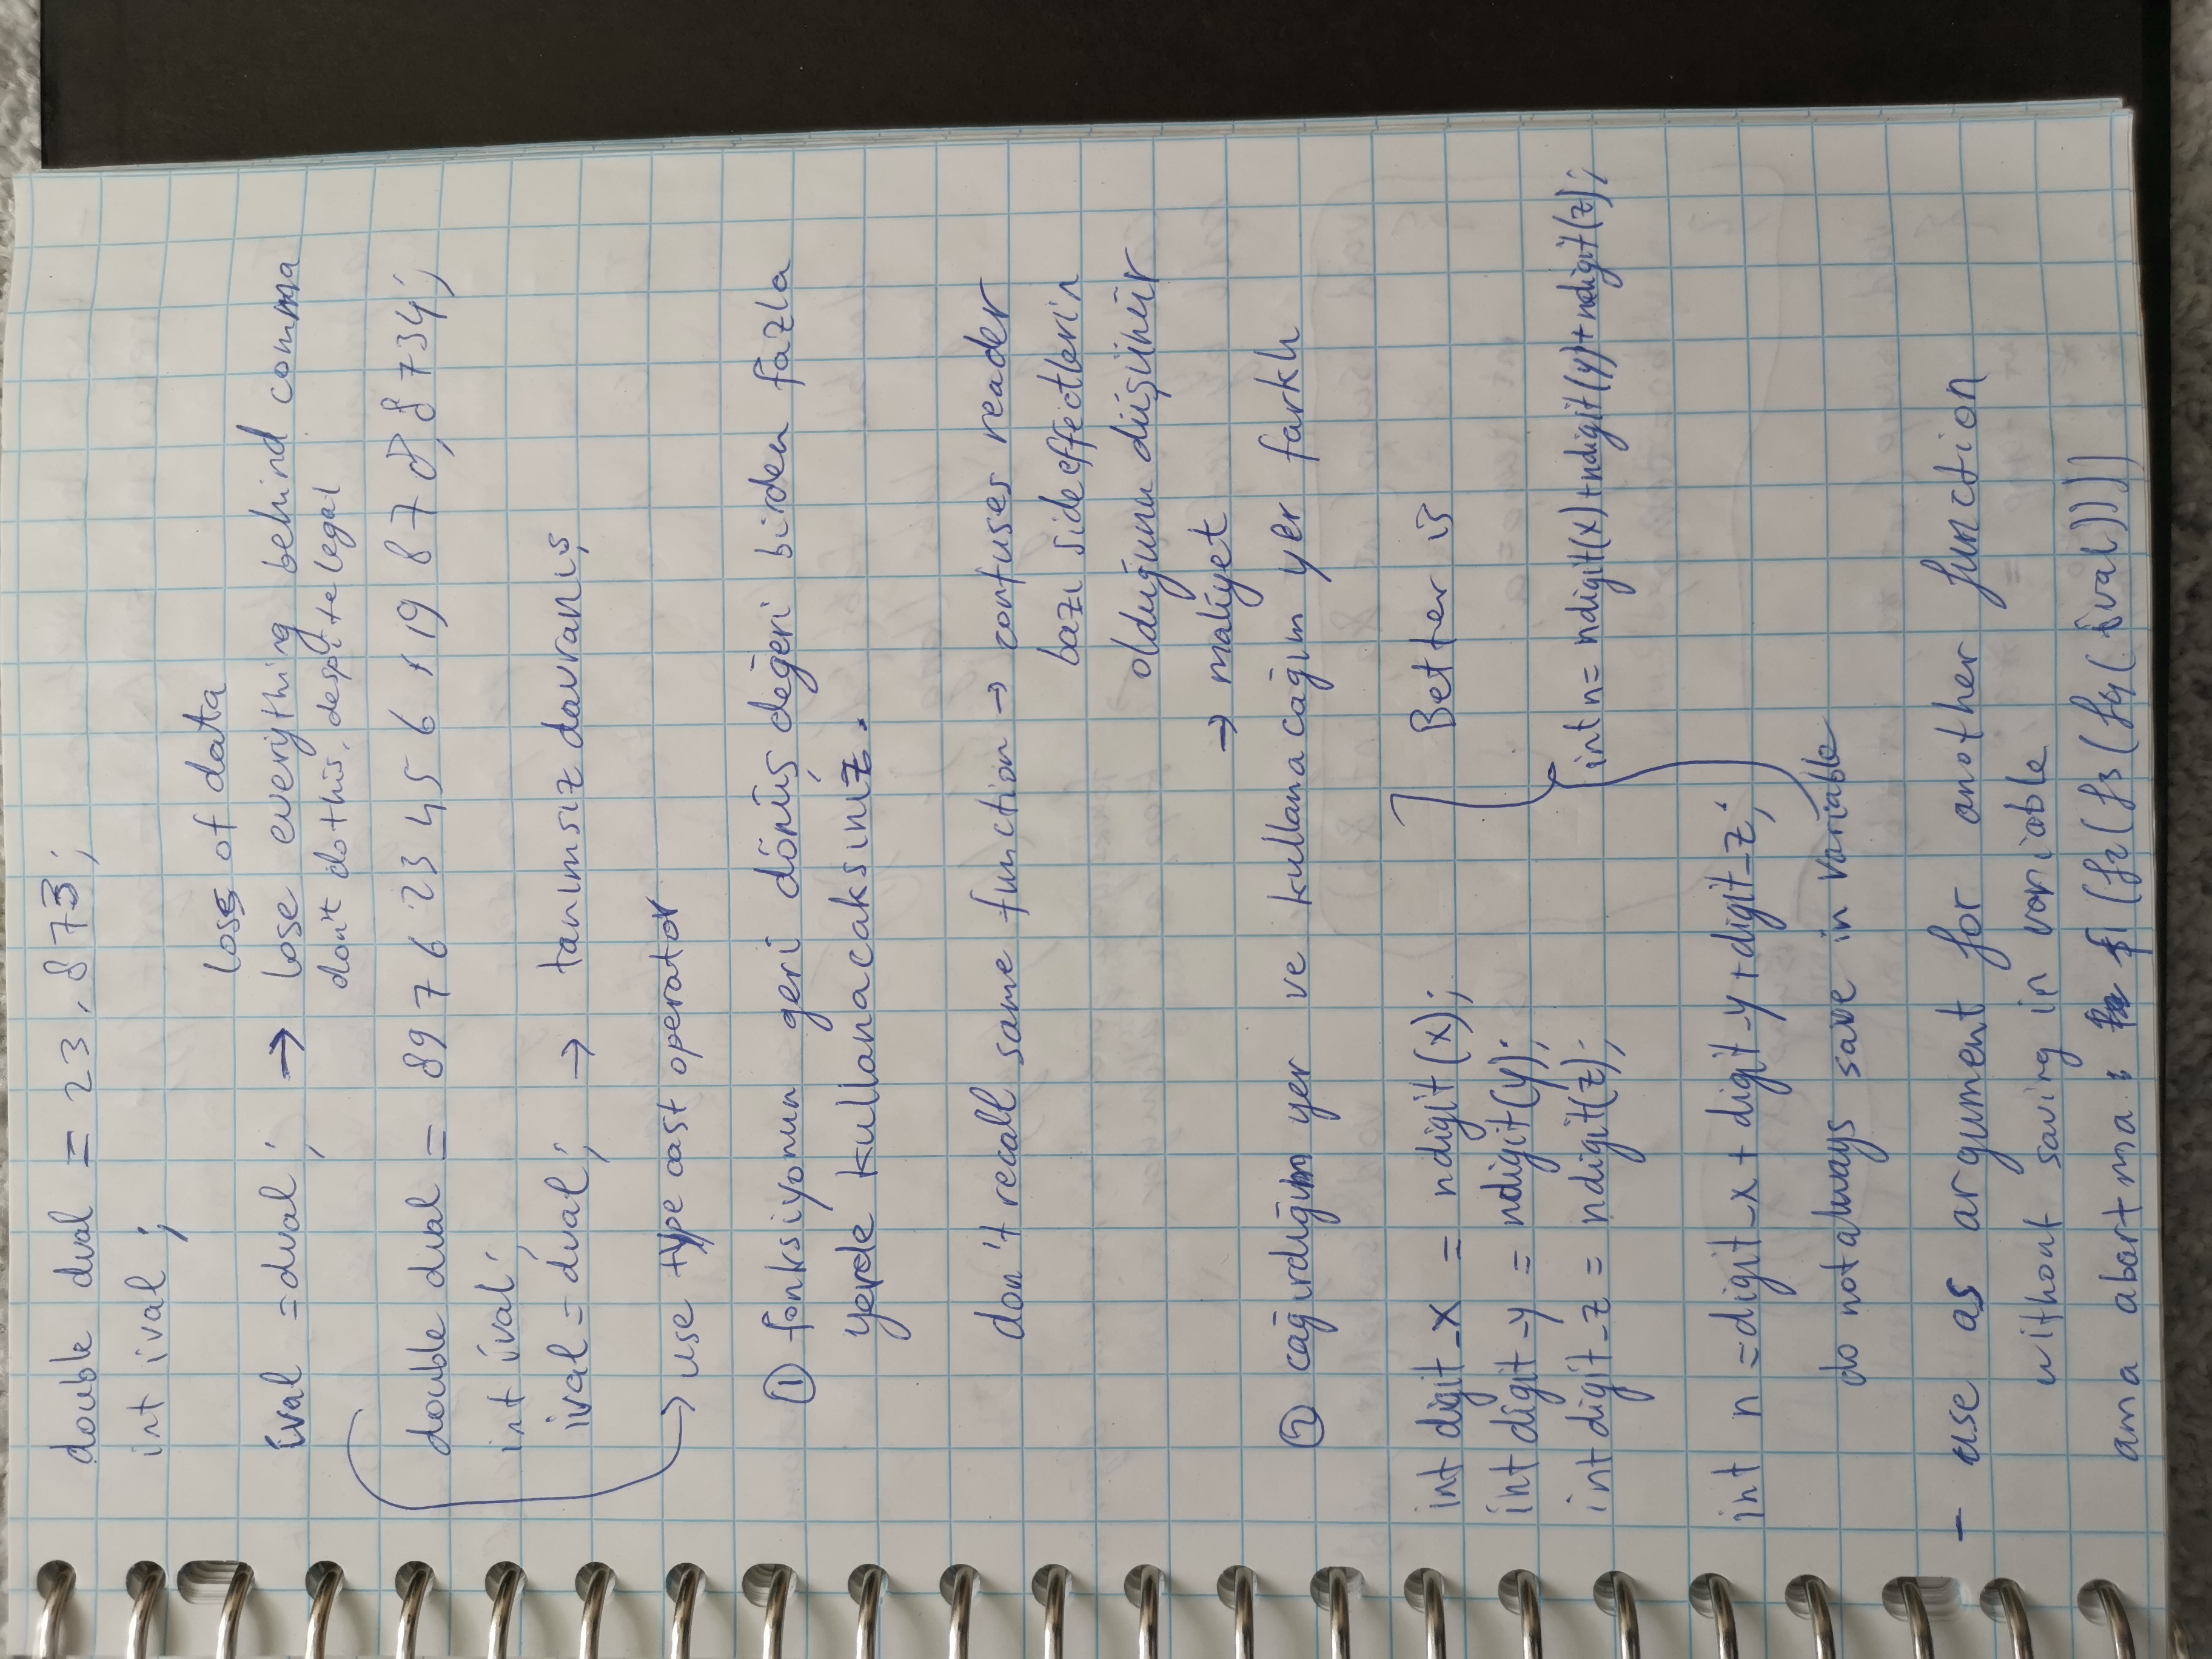 double dval = 23.873;
int ival;
loss of data
ival = dval; → lose everything behind comma
don't do this, despite legal
double dval = 897623456119878,8734;
int ival;
ival = dval; → tanımsız davranış
→ use type cast operator
① fonksiyonun geri dönüş değeri birden fazla
yerde kullanacaksınız.
don't recall same function → confuses reader
bazı side effectlerin
olduğunu düşünür
→ maliyet
② cağırdığım yer ve kullanacağım yer farklı
int digit_x = ndigit(x);
Better is
int digit_y = ndigit(y);
int digit_z = ndigit(z);
int n = ndigit(x)+ndigit(y)+ndigit(z);
int n = digit_x + digit_y + digit_z;
do not always save in variable
- use as argument for another function
without saving in variable
ama abartma : f1(f2(f3(f4(ival))))